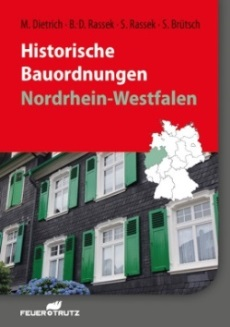 M. Dietrich · B.-D. Rassek · S. Rassek · S. Brütsch
Historische
Bauordnungen
Nordrhein-Westfalen
FEUERTRUTZ